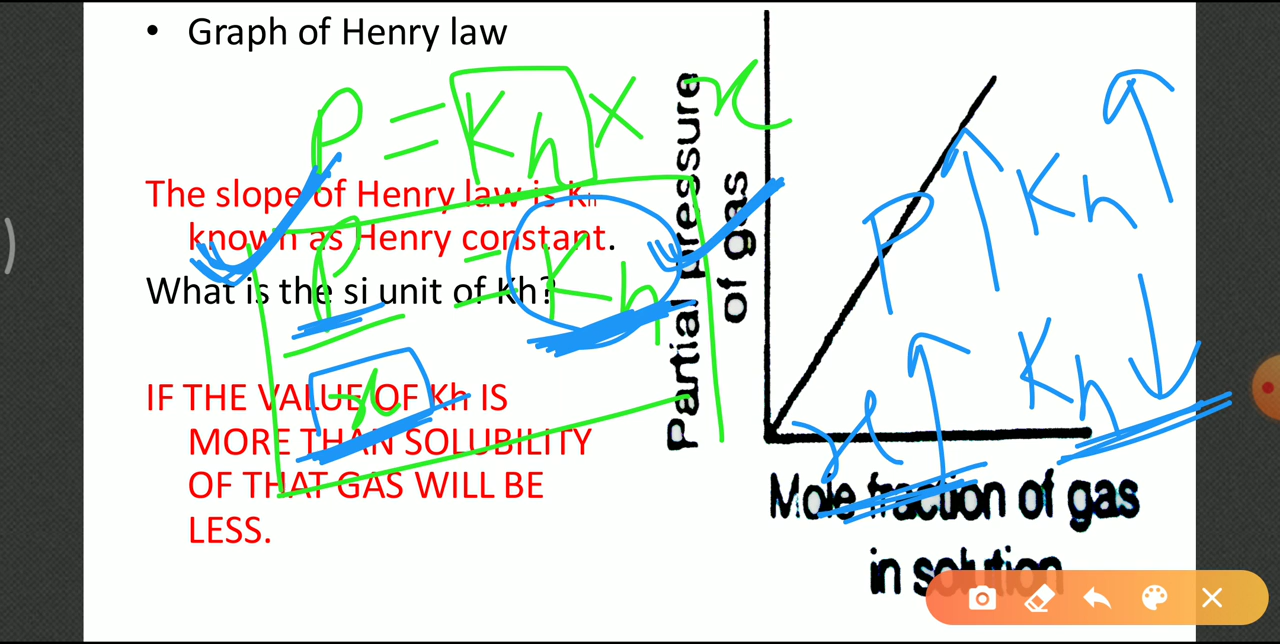 • Graph of Henry law
P = Kh × x
The slope of Henry law is Kh
known as Henry constant.
P = Kh
x
What is the si unit of Kh?
IF THE VALUE OF Kh IS
MORE THAN SOLUBILITY
OF THAT GAS WILL BE
LESS.
Partial pressure
of gas
P ↑ Kh ↑
x ↑ Kh ↓
Mole fraction of gas
in solution